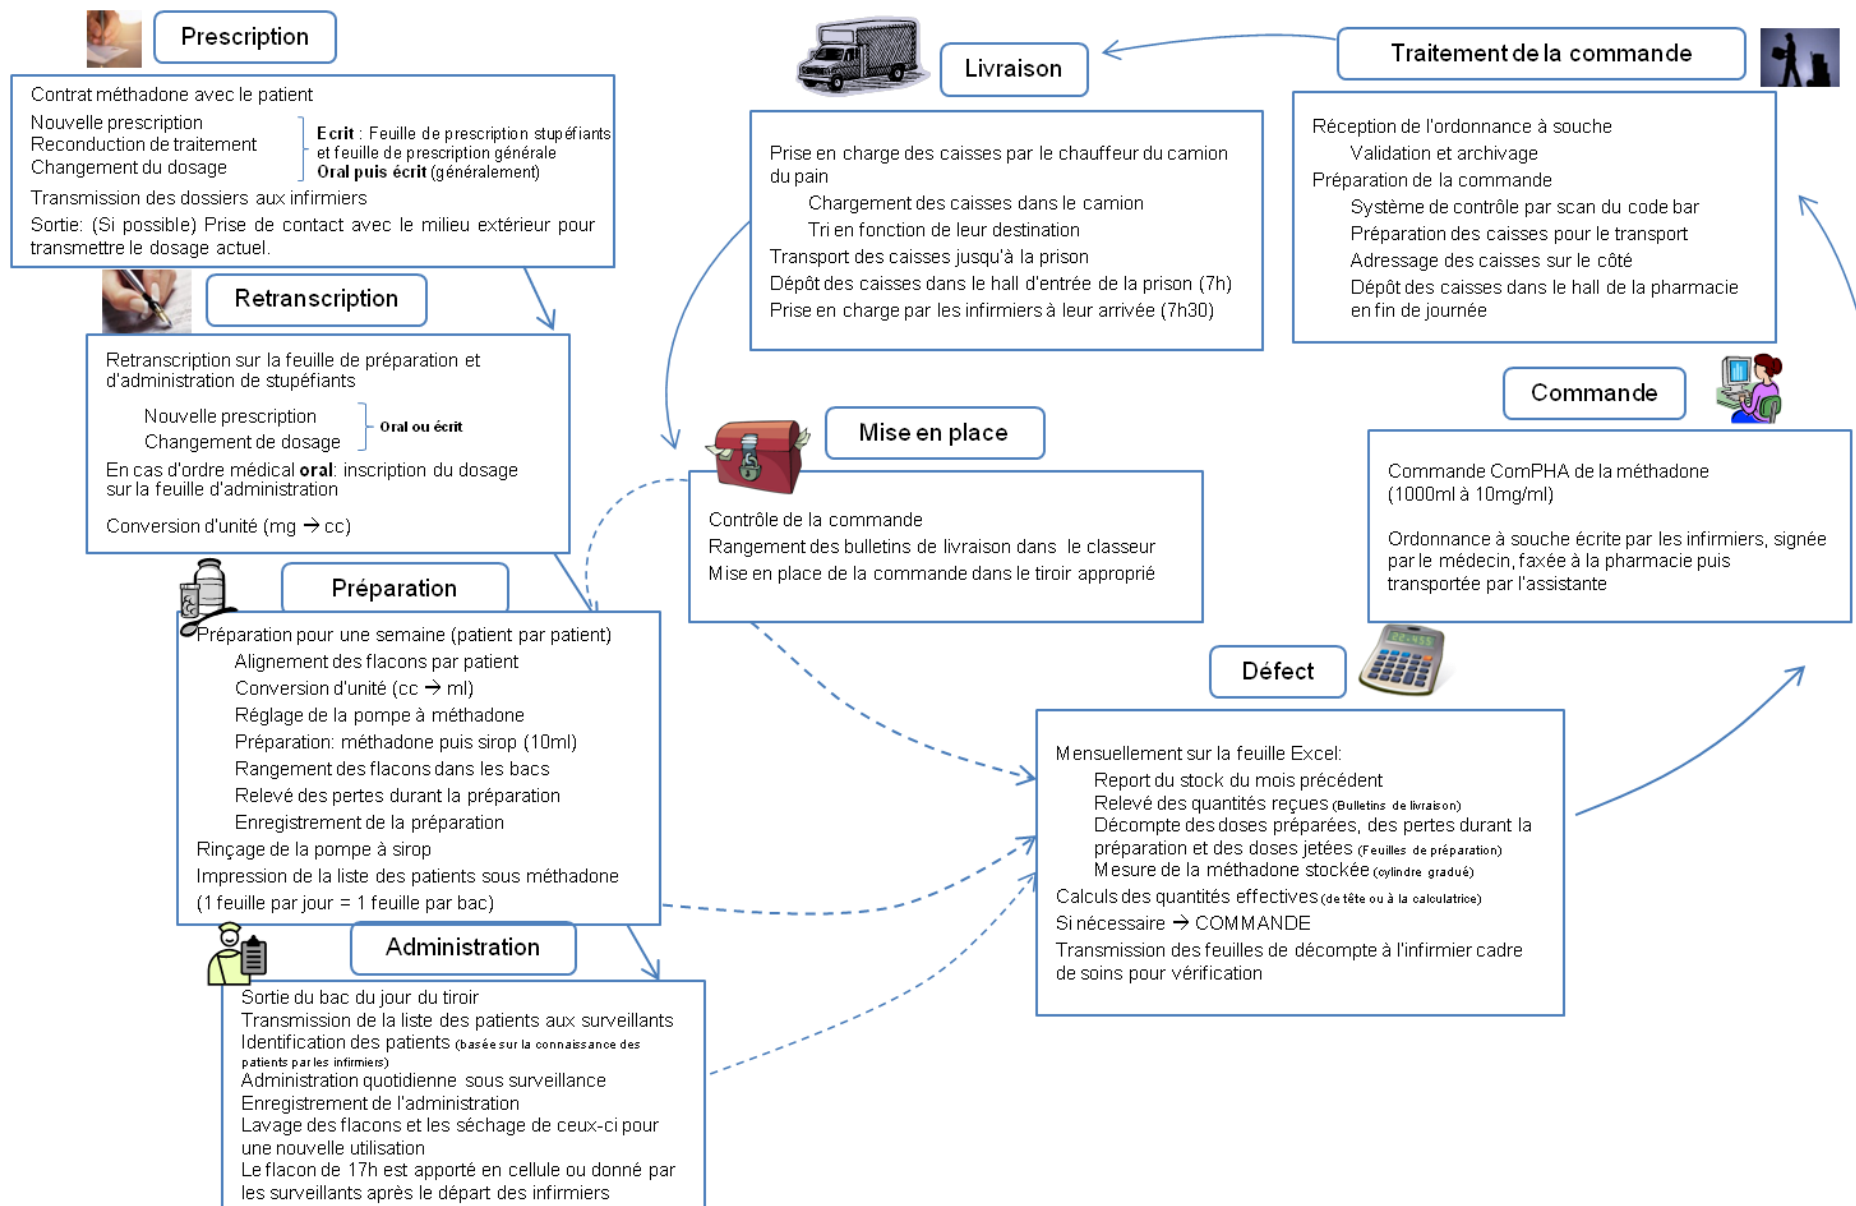 Prescription
Contrat méthadone avec le patient
Nouvelle prescription
Reconduction de traitement
Changement du dosage
Ecrit : Feuille de prescription stupéfiants
et feuille de prescription générale
Oral puis écrit (généralement)
Transmission des dossiers aux infirmiers
Sortie: (Si possible) Prise de contact avec le milieu extérieur pour
transmettre le dosage actuel.
Retranscription
Retranscription sur la feuille de préparation et
d'administration de stupéfiants
Nouvelle prescription
Changement de dosage
Oral ou écrit
En cas d'ordre médical oral: inscription du dosage
sur la feuille d'administration
Conversion d'unité (mg → cc)
Préparation
Préparation pour une semaine (patient par patient)
Alignement des flacons par patient
Conversion d'unité (cc → ml)
Réglage de la pompe à méthadone
Préparation: méthadone puis sirop (10ml)
Rangement des flacons dans les bacs
Relevé des pertes durant la préparation
Enregistrement de la préparation
Rinçage de la pompe à sirop
Impression de la liste des patients sous méthadone
(1 feuille par jour = 1 feuille par bac)
Administration
Sortie du bac du jour du tiroir
Transmission de la liste des patients aux surveillants
Identification des patients (basée sur la connaissance des
patients par les infirmiers)
Administration quotidienne sous surveillance
Enregistrement de l'administration
Lavage des flacons et les séchage de ceux-ci pour
une nouvelle utilisation
Le flacon de 17h est apporté en cellule ou donné par
les surveillants après le départ des infirmiers
Livraison
Prise en charge des caisses par le chauffeur du camion
du pain
Chargement des caisses dans le camion
Tri en fonction de leur destination
Transport des caisses jusqu'à la prison
Dépôt des caisses dans le hall d'entrée de la prison (7h)
Prise en charge par les infirmiers à leur arrivée (7h30)
Mise en place
Contrôle de la commande
Rangement des bulletins de livraison dans le classeur
Mise en place de la commande dans le tiroir approprié
Traitement de la commande
Réception de l'ordonnance à souche
Validation et archivage
Préparation de la commande
Système de contrôle par scan du code bar
Préparation des caisses pour le transport
Adressage des caisses sur le côté
Dépôt des caisses dans le hall de la pharmacie
en fin de journée
Commande
Commande ComPHA de la méthadone
(1000ml à 10mg/ml)
Ordonnance à souche écrite par les infirmiers, signée
par le médecin, faxée à la pharmacie puis
transportée par l'assistante
Défect
Mensuellement sur la feuille Excel:
Report du stock du mois précédent
Relevé des quantités reçues (Bulletins de livraison)
Décompte des doses préparées, des pertes durant la
préparation et des doses jetées (Feuilles de préparation)
Mesure de la méthadone stockée (cylindre gradué)
Calculs des quantités effectives (de tête ou à la calculatrice)
Si nécessaire → COMMANDE
Transmission des feuilles de décompte à l'infirmier cadre
de soins pour vérification